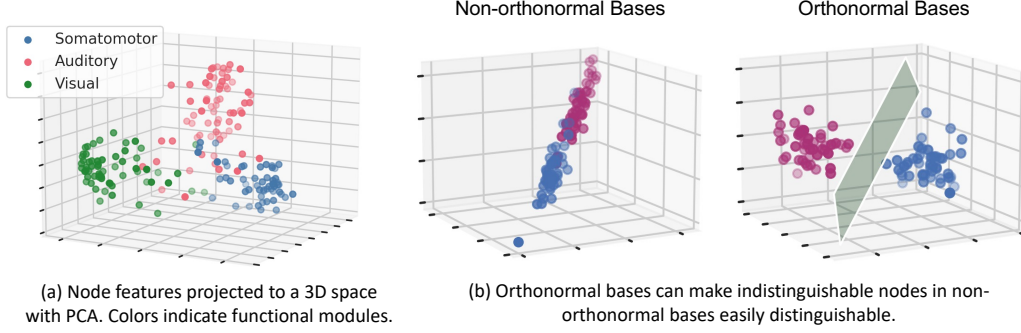 Non-orthonormal Bases
Orthonormal Bases
Somatomotor
Auditory
Visual
(a) Node features projected to a 3D space
with PCA. Colors indicate functional modules.
(b) Orthonormal bases can make indistinguishable nodes in non-
orthonormal bases easily distinguishable.